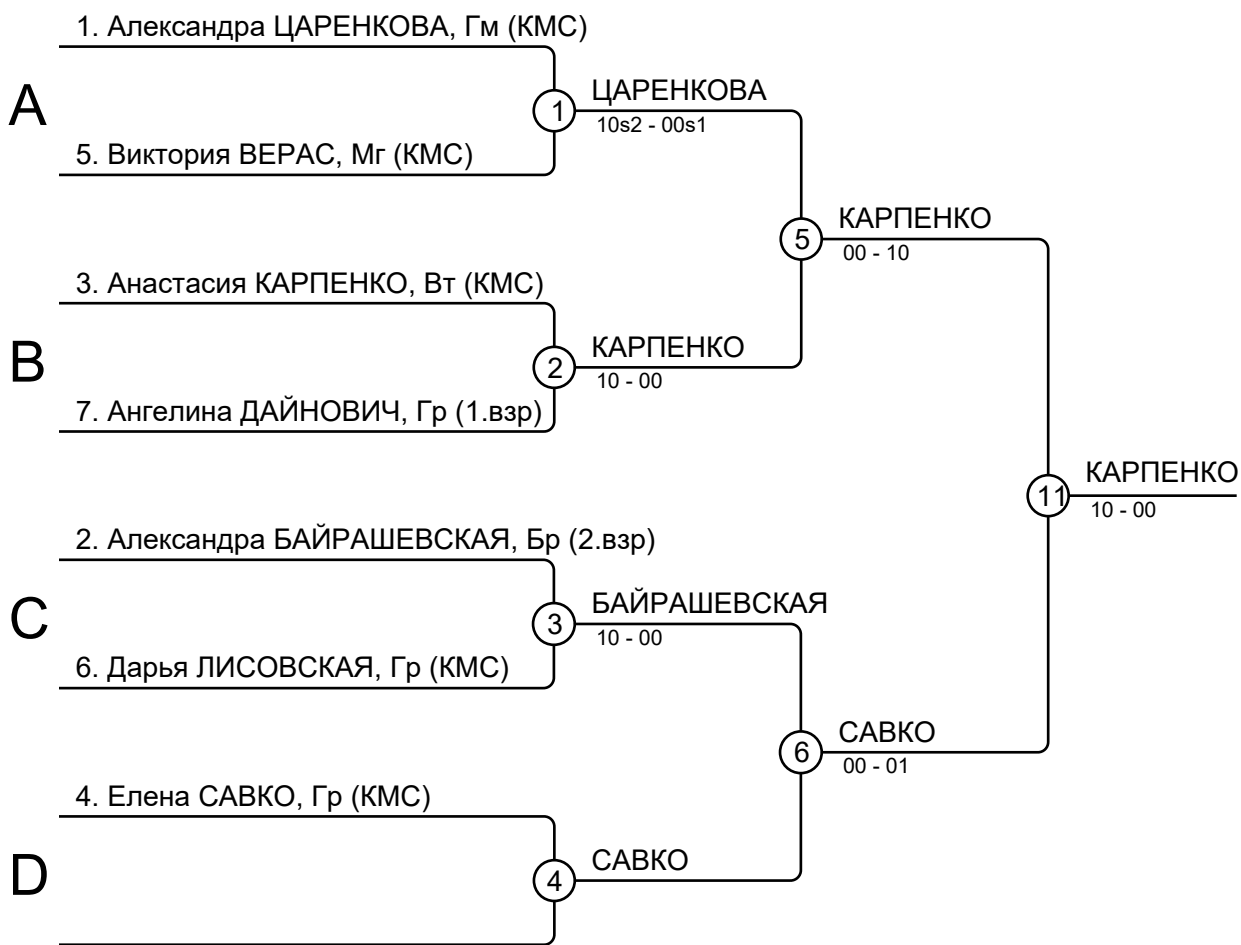 1. Александра ЦАРЕНКОВА, Гм (КМС)
A
1
ЦАРЕНКОВА
10s2 - 00s1
5. Виктория ВЕРАС, Мг (КМС)
5
КАРПЕНКО
00 - 10
3. Анастасия КАРПЕНКО, Вт (КМС)
B
2
КАРПЕНКО
10 - 00
7. Ангелина ДАЙНОВИЧ, Гр (1.взр)
11
КАРПЕНКО
10 - 00
2. Александра БАЙРАШЕВСКАЯ, Бр (2.взр)
C
3
БАЙРАШЕВСКАЯ
10 - 00
6. Дарья ЛИСОВСКАЯ, Гр (КМС)
6
САВКО
00 - 01
4. Елена САВКО, Гр (КМС)
D
4
САВКО